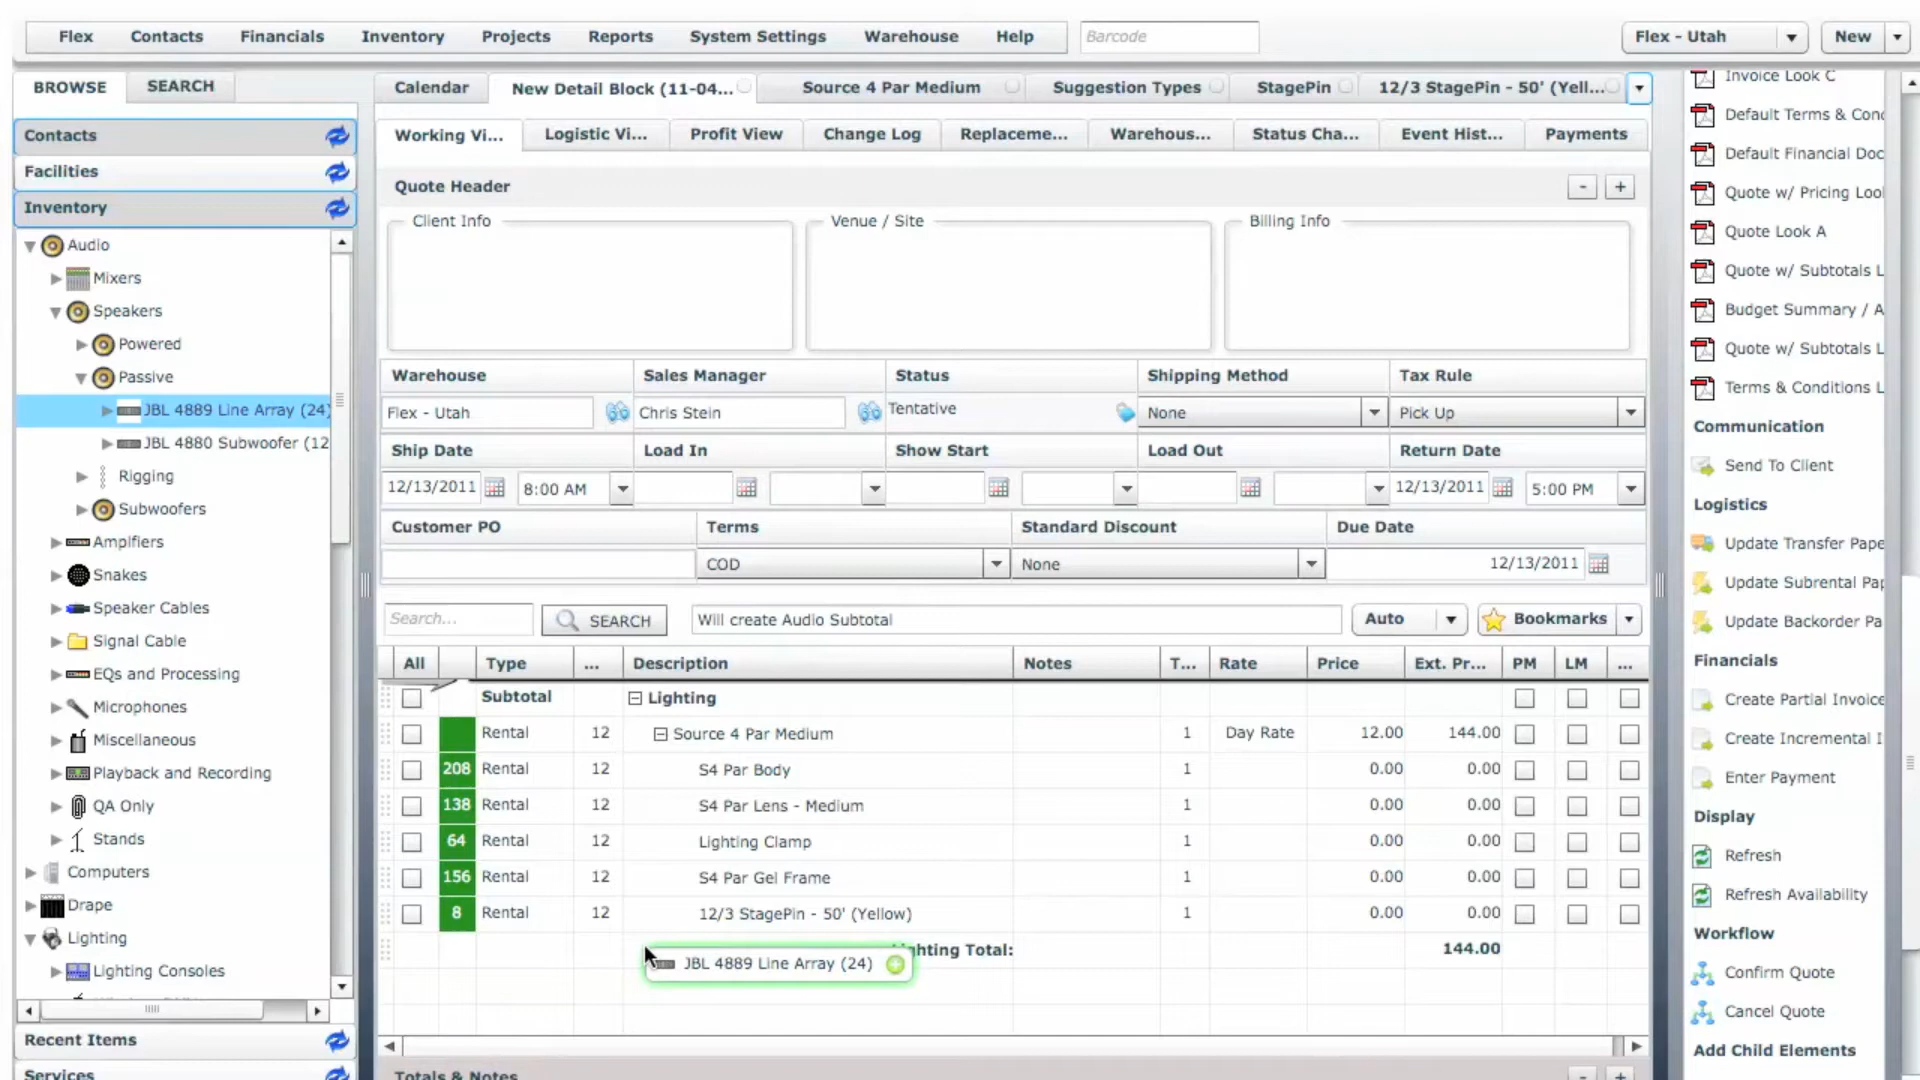 Flex Contacts Financials Inventory Projects Reports System Settings Warehouse Help Barcode Flex - Utah New
BROWSE SEARCH
Contacts
Facilities
Inventory
Audio
Mixers
Speakers
Powered
Passive
JBL 4889 Line Array (24)
JBL 4880 Subwoofer (12
Rigging
Subwoofers
Amplfiers
Snakes
Speaker Cables
Signal Cable
EQs and Processing
Microphones
Miscellaneous
Playback and Recording
QA Only
Stands
Computers
Drape
Lighting
Lighting Consoles
Recent Items
Services
Calendar New Detail Block (11-04... Source 4 Par Medium Suggestion Types StagePin 12/3 StagePin - 50' (Yell...
Working Vi... Logistic Vi... Profit View Change Log Replaceme... Warehous... Status Cha... Event Hist... Payments
Quote Header - +
Client Info Venue / Site Billing Info
Warehouse Sales Manager Status Shipping Method Tax Rule
Flex - Utah Chris Stein Tentative None Pick Up
Ship Date Load In Show Start Load Out Return Date
12/13/2011 8:00 AM 12/13/2011 5:00 PM
Customer PO Terms Standard Discount Due Date
COD None 12/13/2011
Search... SEARCH Will create Audio Subtotal Auto Bookmarks
All Type ... Description Notes T... Rate Price Ext. Pr... PM LM ...
Subtotal Lighting
Rental 12 Source 4 Par Medium 1 Day Rate 12.00 144.00
208 Rental 12 S4 Par Body 1 0.00 0.00
138 Rental 12 S4 Par Lens - Medium 1 0.00 0.00
64 Rental 12 Lighting Clamp 1 0.00 0.00
156 Rental 12 S4 Par Gel Frame 1 0.00 0.00
8 Rental 12 12/3 StagePin - 50' (Yellow) 1 0.00 0.00
ghting Total: 144.00
JBL 4889 Line Array (24)
Totals & Notes - +
Invoice Look C
Default Terms & Cond
Default Financial Doc
Quote w/ Pricing Loo
Quote Look A
Quote w/ Subtotals L
Budget Summary / A
Quote w/ Subtotals L
Terms & Conditions L
Communication
Send To Client
Logistics
Update Transfer Pape
Update Subrental Pap
Update Backorder Pa
Financials
Create Partial Invoice
Create Incremental I
Enter Payment
Display
Refresh
Refresh Availability
Workflow
Confirm Quote
Cancel Quote
Add Child Elements